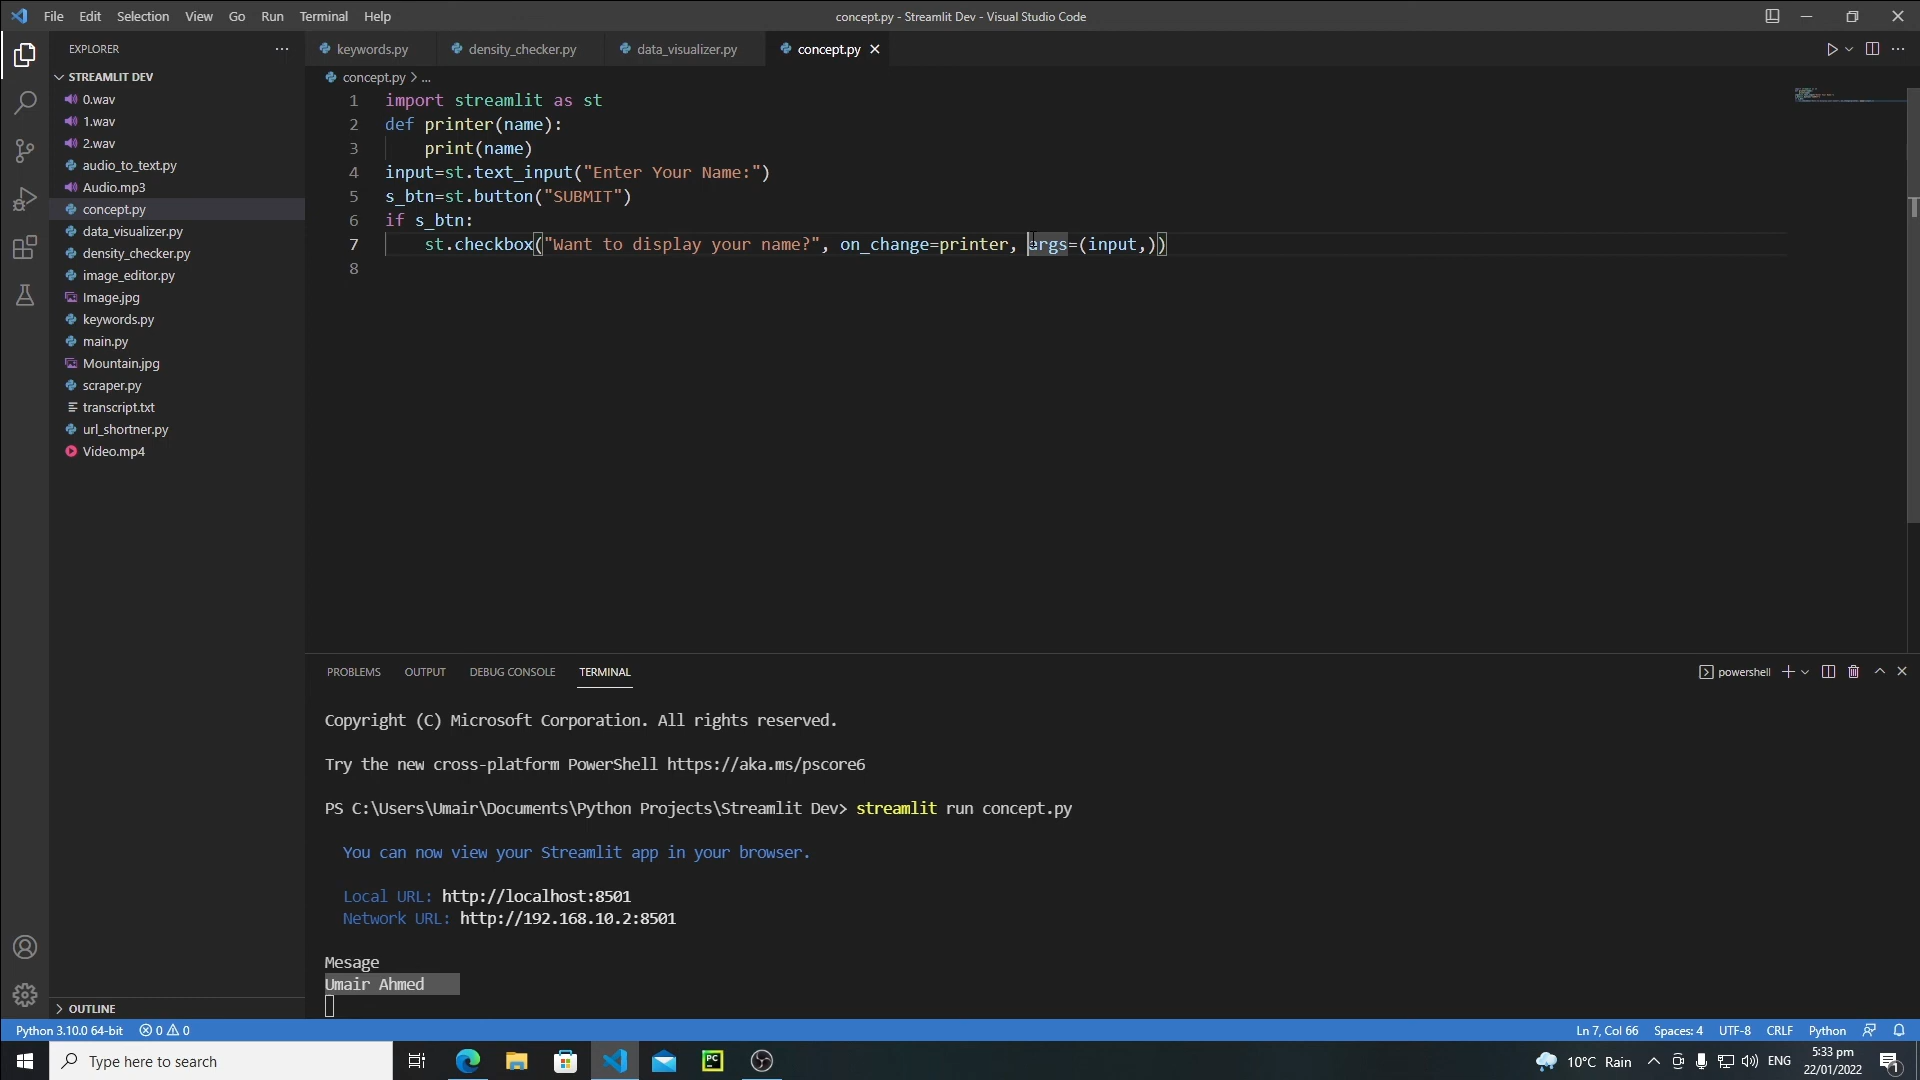 File Edit Selection View Go Run Terminal Help
concept.py - Streamlit Dev - Visual Studio Code
EXPLORER
STREAMLIT DEV
0.wav
1.wav
2.wav
audio_to_text.py
Audio.mp3
concept.py
data_visualizer.py
density_checker.py
image_editor.py
Image.jpg
keywords.py
main.py
Mountain.jpg
scraper.py
transcript.txt
url_shortner.py
Video.mp4
OUTLINE
keywords.py density_checker.py data_visualizer.py concept.py
concept.py > ...
1 import streamlit as st
2 def printer(name):
3 print(name)
4 input=st.text_input("Enter Your Name:")
5 s_btn=st.button("SUBMIT")
6 if s_btn:
7 st.checkbox("Want to display your name?", on_change=printer, args=(input,))
8
PROBLEMS OUTPUT DEBUG CONSOLE TERMINAL
powershell
Copyright (C) Microsoft Corporation. All rights reserved.
Try the new cross-platform PowerShell https://aka.ms/pscore6
PS C:\Users\Umair\Documents\Python Projects\Streamlit Dev> streamlit run concept.py
You can now view your Streamlit app in your browser.
Local URL: http://localhost:8501
Network URL: http://192.168.10.2:8501
Mesage
Umair Ahmed
Python 3.10.0 64-bit 0 0
Ln 7, Col 66 Spaces: 4 UTF-8 CRLF Python
Type here to search
PC
10°C Rain
ENG
5:33 pm
22/01/2022
1